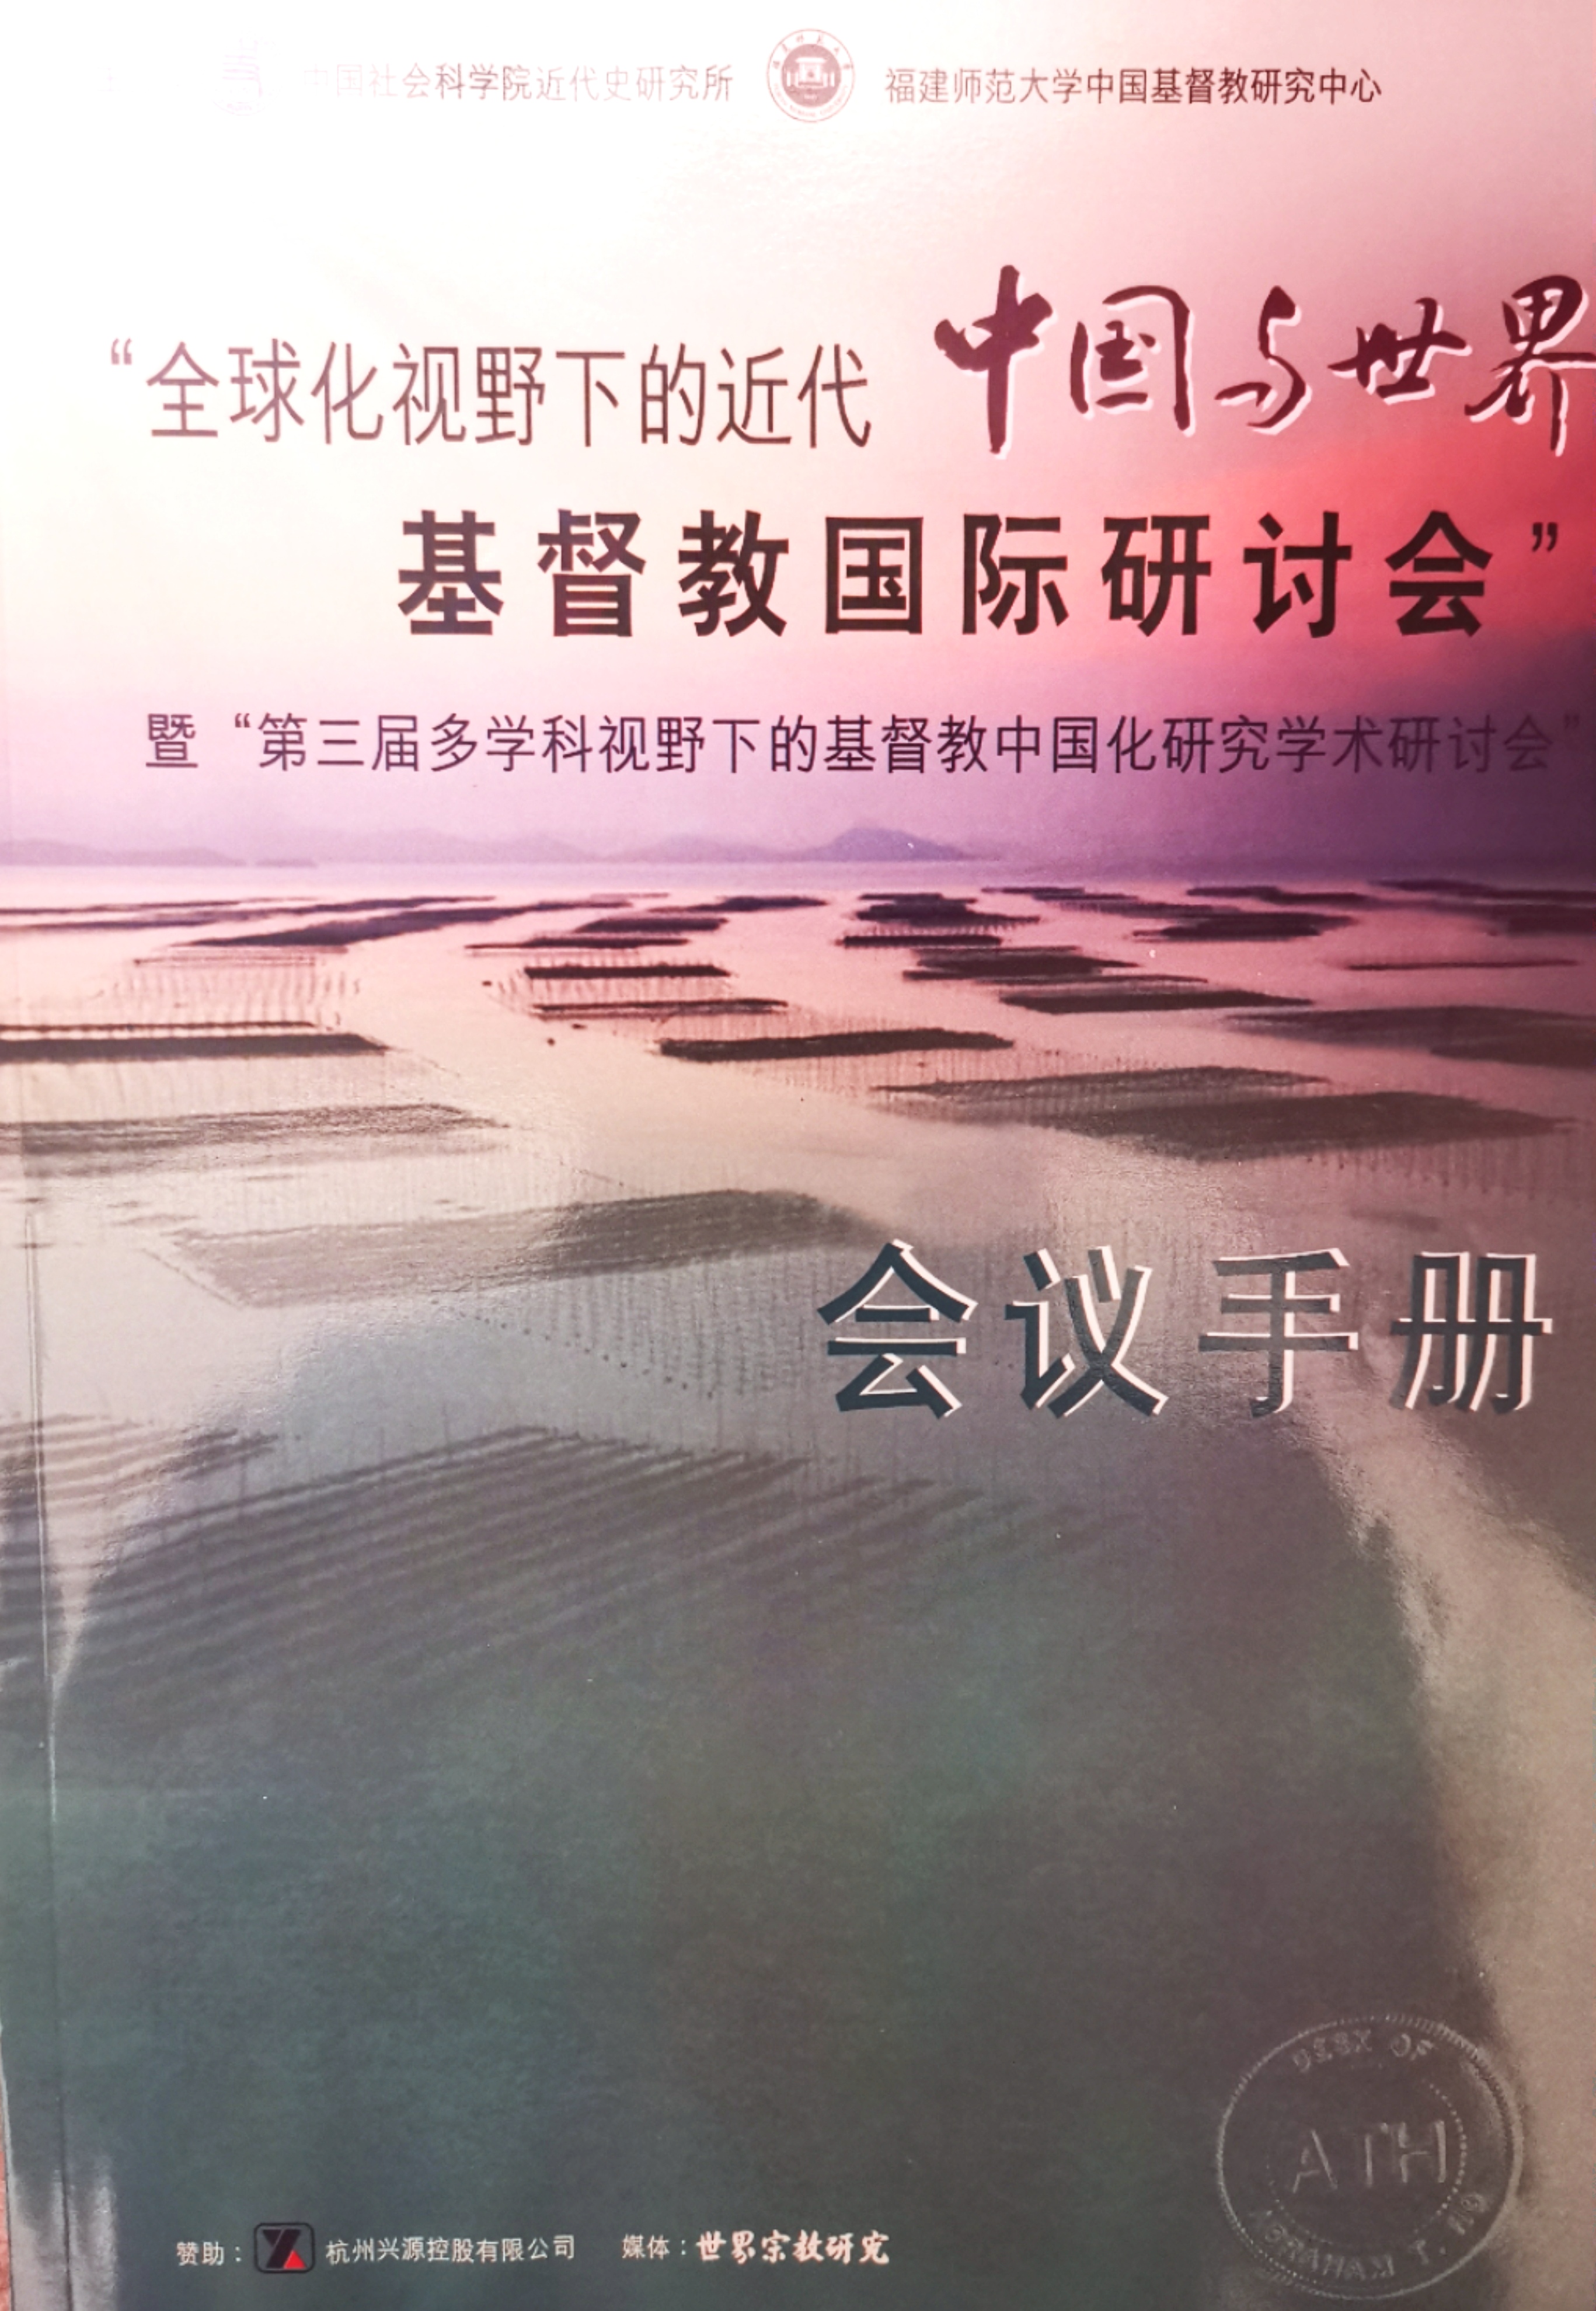 中国社会科学院近代史研究所 福建师范大学中国基督教研究中心
“全球化视野下的近代 中国与世界
基督教国际研讨会”
暨“第三届多学科视野下的基督教中国化研究学术研讨会”
会议手册
DESK OF
ATH
ABRAHAM T.
赞助： 杭州兴源控股有限公司 媒体：世界宗教研究